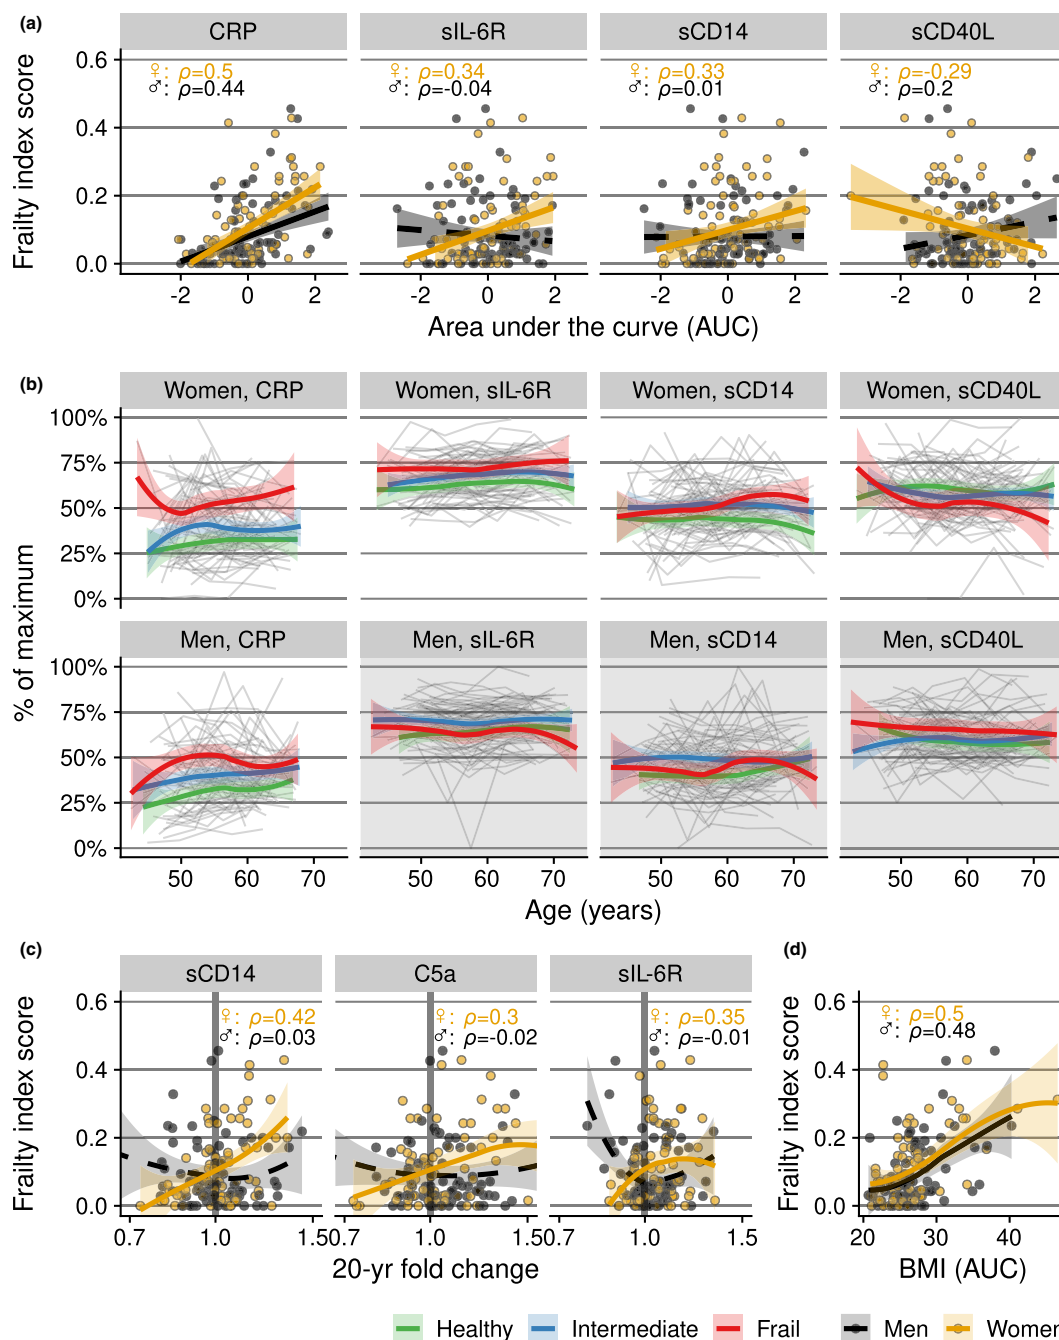 (a)
CRP sIL-6R sCD14 sCD40L
Frailty index score
0.6
0.4
0.2
0.0
♀: ρ=0.5
♂: ρ=0.44
♀: ρ=0.34
♂: ρ=-0.04
♀: ρ=0.33
♂: ρ=0.01
♀: ρ=-0.29
♂: ρ=0.2
-2 0 2 -2 0 2 -2 0 2 -2 0 2
Area under the curve (AUC)
(b)
Women, CRP Women, sIL-6R Women, sCD14 Women, sCD40L
% of maximum
100%
75%
50%
25%
0%
Men, CRP Men, sIL-6R Men, sCD14 Men, sCD40L
100%
75%
50%
25%
0%
50 60 70 50 60 70 50 60 70 50 60 70
Age (years)
(c)
sCD14 C5a sIL-6R
Frailty index score
0.6
0.4
0.2
0.0
♀: ρ=0.42
♂: ρ=0.03
♀: ρ=0.3
♂: ρ=-0.02
♀: ρ=0.35
♂: ρ=-0.01
0.7 1.0 1.5 0.7 1.0 1.5 0.7 1.0 1.5
20-yr fold change
(d)
Frailty index score
0.6
0.4
0.2
0.0
♀: ρ=0.5
♂: ρ=0.48
20 30 40
BMI (AUC)
Healthy Intermediate Frail Men Women